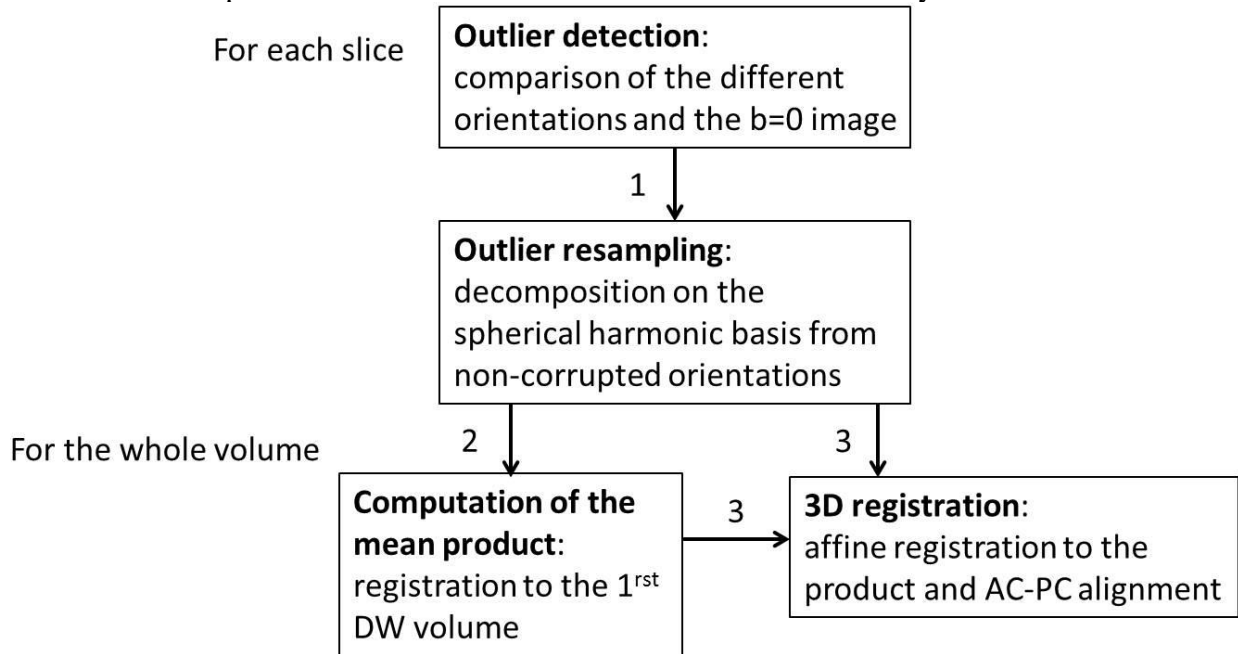 For each slice
Outlier detection:
comparison of the different
orientations and the b=0 image
1
Outlier resampling:
decomposition on the
spherical harmonic basis from
non-corrupted orientations
For the whole volume
2
3
Computation of the
mean product:
registration to the 1rst
DW volume
3
3D registration:
affine registration to the
product and AC-PC alignment